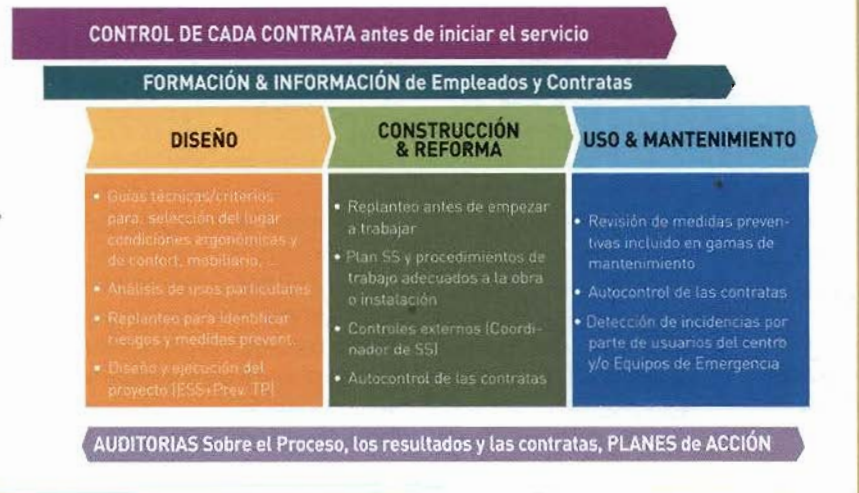 CONTROL DE CADA CONTRATA antes de iniciar el servicio
FORMACIÓN & INFORMACIÓN de Empleados y Contratas
DISEÑO
• Guías técnicas/criterios
para: selección del lugar
condiciones ergonómicas y
de confort, mobiliario, ...
• Análisis de usos particulares
• Replanteo para identificar
riesgos y medidas prevent.
• Diseño y ejecución del
proyecto (ESS+Prev. TP)
CONSTRUCCIÓN
& REFORMA
• Replanteo antes de empezar
a trabajar
• Plan SS y procedimientos de
trabajo adecuados a la obra
o instalación
• Controles externos (Coordi-
nador de SS)
• Autocontrol de las contratas
USO & MANTENIMIENTO
• Revisión de medidas preven-
tivas incluido en gamas de
mantenimiento
• Autocontrol de las contratas
• Detección de incidencias por
parte de usuarios del centro
y/o Equipos de Emergencia
AUDITORIAS Sobre el Proceso, los resultados y las contratas, PLANES de ACCIÓN